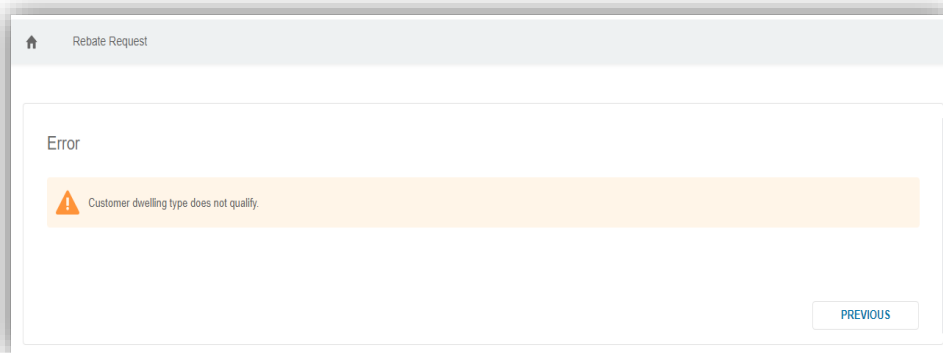 Rebate Request
Error
Customer dwelling type does not qualify.
PREVIOUS